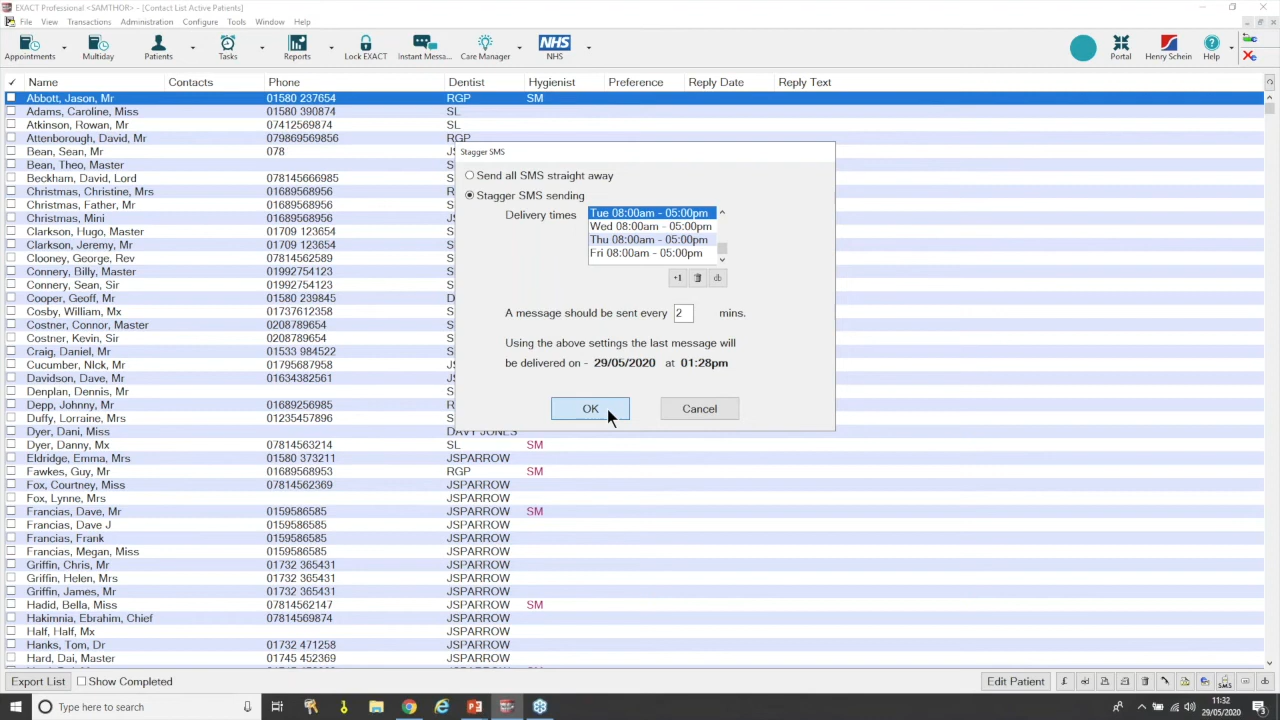 EXACT Professional <SAMTHOR> - [Contact List Active Patients]
File View Transactions Administration Configure Tools Window Help
Appointments Multiday Patients Tasks Reports Lock EXACT Instant Messa... Care Manager NHS NHS Portal Henry Schein Help
✓ Name Contacts Phone Dentist Hygienist Preference Reply Date Reply Text
Abbott, Jason, Mr 01580 237654 RGP SM
Adams, Caroline, Miss 01580 390874 SL
Atkinson, Rowan, Mr 07412569874 SL
Attenborough, David, Mr 079869569856 RGP
Bean, Sean, Mr 078
Bean, Theo, Master
Beckham, David, Lord 078145666985
Christmas, Christine, Mrs 01689568956
Christmas, Father, Mr 01689568956
Christmas, Mini 01689568956
Clarkson, Hugo, Master 01709 123654
Clarkson, Jeremy, Mr 01709 123654
Clooney, George, Rev 07814562589
Connery, Billy, Master 01992754123
Connery, Sean, Sir 01992754123
Cooper, Geoff, Mr 01580 239845
Cosby, William, Mx 01737612358
Costner, Connor, Master 0208789654
Costner, Kevin, Sir 0208789654
Craig, Daniel, Mr 01533 984522
Cucumber, NIck, Mr 01795687958
Davidson, Dave, Mr 01634382561
Denplan, Dennis, Mr
Depp, Johnny, Mr 01689256985
Duffy, Lorraine, Mrs 01235457896
Dyer, Dani, Miss DAVY JONES
Dyer, Danny, Mx 07814563214 SL SM
Eldridge, Emma, Mrs 01580 373211 JSPARROW
Fawkes, Guy, Mr 01689568953 RGP SM
Fox, Courtney, Miss 07814562369 JSPARROW
Fox, Lynne, Mrs JSPARROW
Francias, Dave, Mr 0159586585 JSPARROW SM
Francias, Dave J 0159586585 JSPARROW
Francias, Frank 0159586585 JSPARROW
Francias, Megan, Miss 0159586585 JSPARROW
Griffin, Chris, Mr 01732 365431 JSPARROW
Griffin, Helen, Mrs 01732 365431 JSPARROW
Griffin, James, Mr 01732 365431 JSPARROW
Hadid, Bella, Miss 07814562147 JSPARROW SM
Hakimnia, Ebrahim, Chief 07814569874 JSPARROW
Half, Half, Mx JSPARROW
Hanks, Tom, Dr 01732 471258 JSPARROW
Hard, Dai, Master 01745 452369 JSPARROW
Stagger SMS
Send all SMS straight away
Stagger SMS sending
Delivery times
Tue 08:00am - 05:00pm
Wed 08:00am - 05:00pm
Thu 08:00am - 05:00pm
Fri 08:00am - 05:00pm
+1
A message should be sent every 2 mins.
Using the above settings the last message will
be delivered on - 29/05/2020 at 01:28pm
OK Cancel
Export List Show Completed Edit Patient SMS
Type here to search
11:32
29/05/2020
3